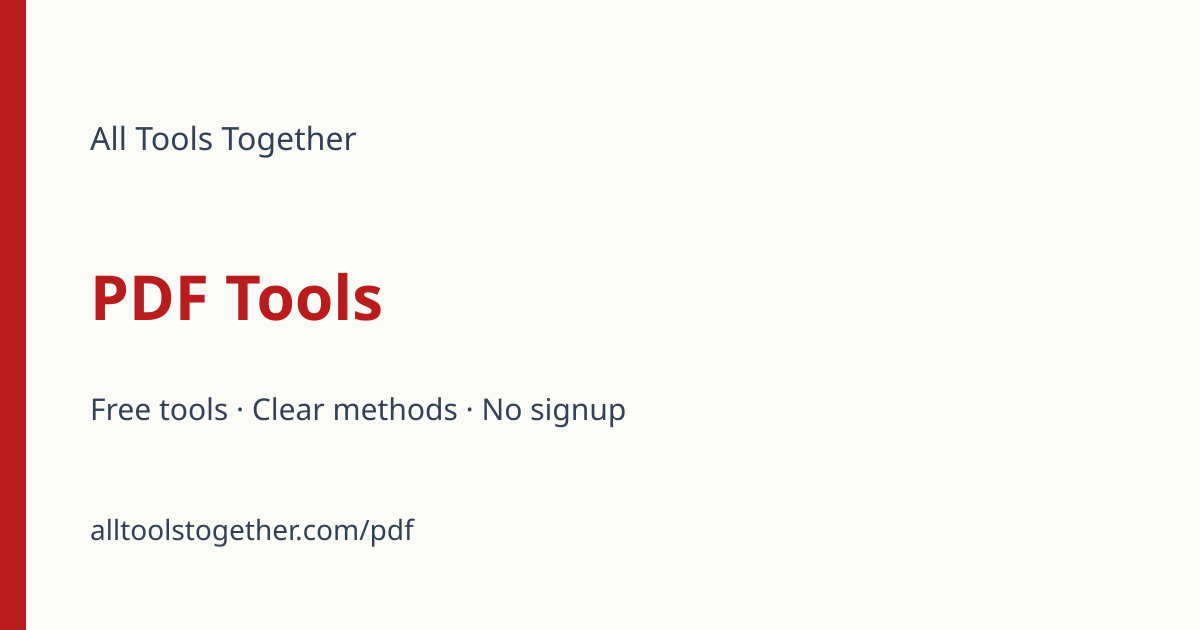 All Tools Together
PDF Tools
Free tools · Clear methods · No signup
alltoolstogether.com/pdf